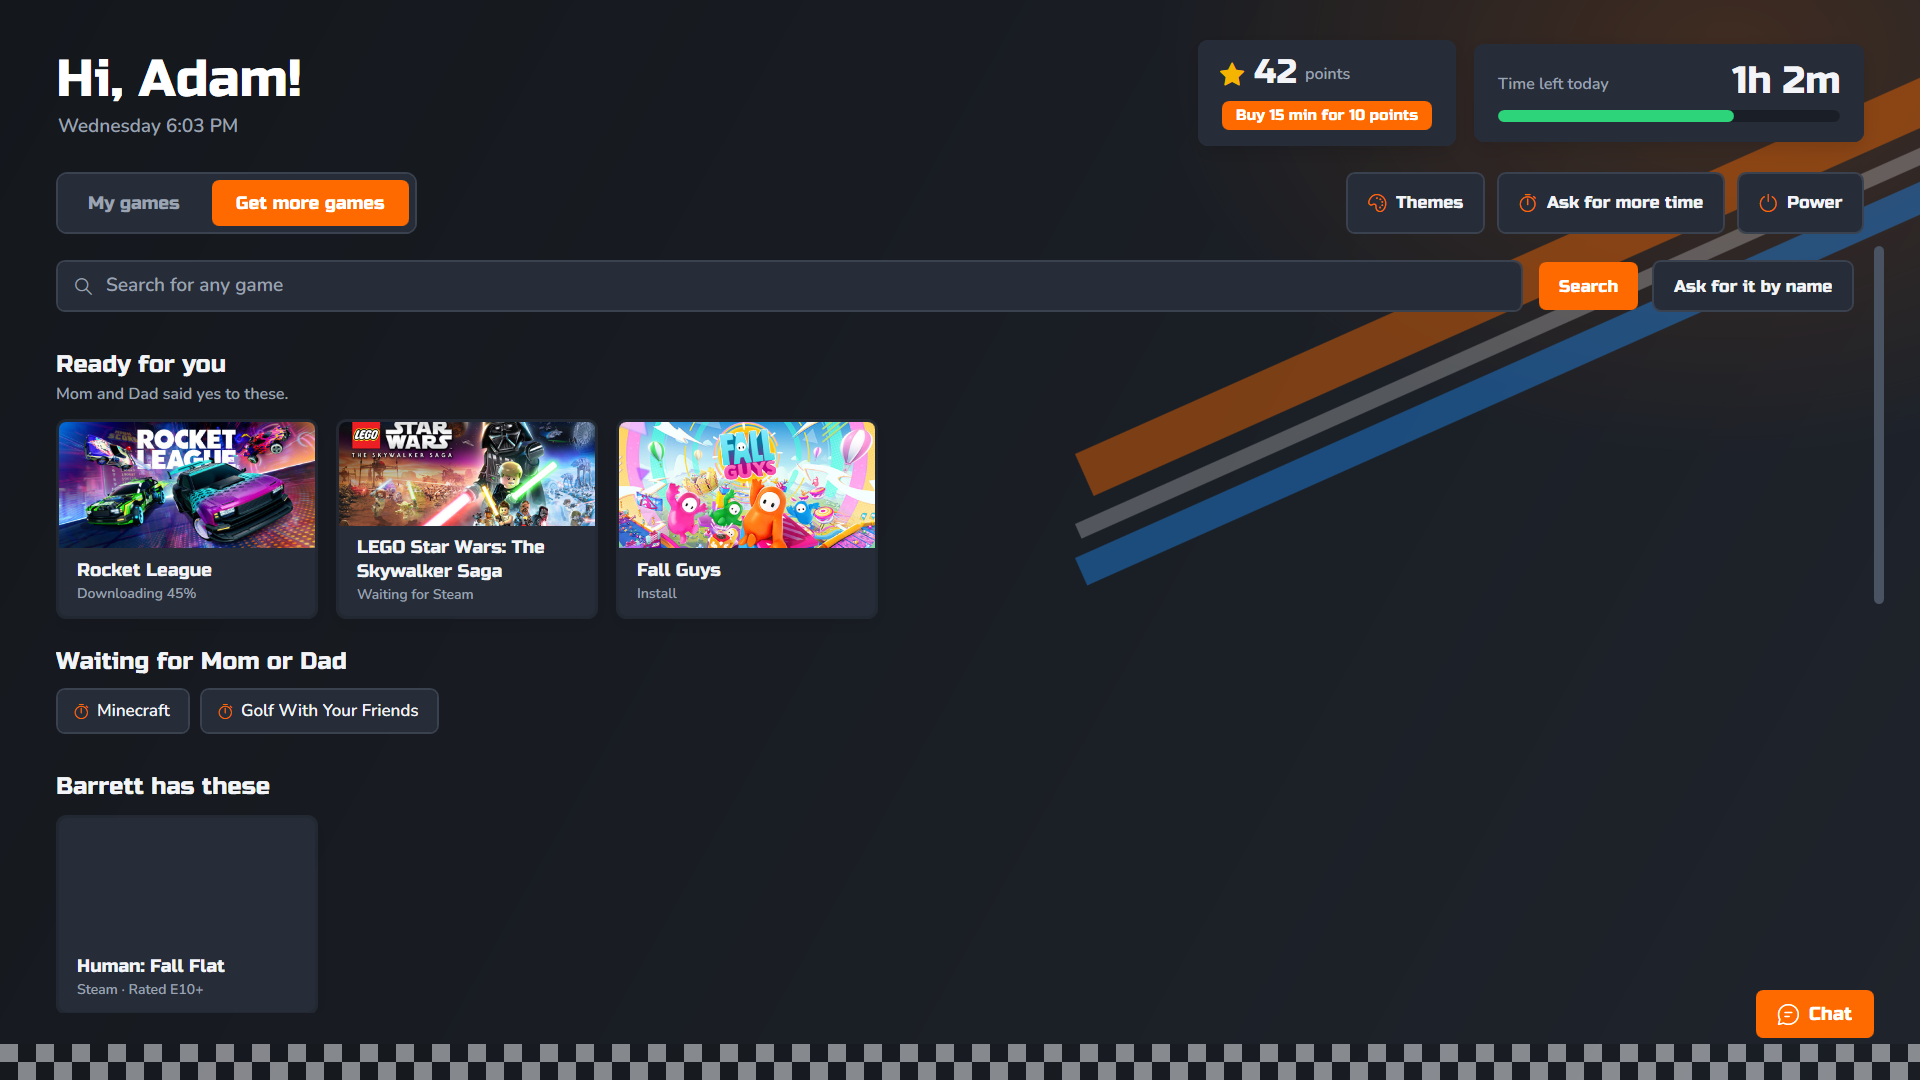 Hi, Adam!
Wednesday 6:03 PM
42 points
Buy 15 min for 10 points
Time left today
1h 2m
My games
Get more games
Themes
Ask for more time
Power
Search for any game
Search
Ask for it by name
Ready for you
Mom and Dad said yes to these.
ROCKET
LEAGUE
Rocket League
Downloading 45%
LEGO STAR
WARS
THE SKYWALKER SAGA
LEGO Star Wars: The
Skywalker Saga
Waiting for Steam
FALL
GUYS
Fall Guys
Install
Waiting for Mom or Dad
Minecraft
Golf With Your Friends
Barrett has these
Human: Fall Flat
Steam · Rated E10+
Chat